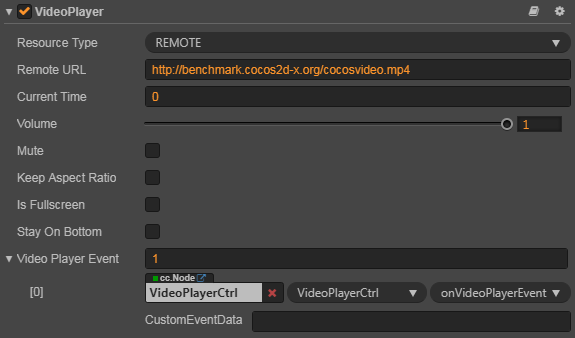 VideoPlayer
Resource Type REMOTE
Remote URL http://benchmark.cocos2d-x.org/cocosvideo.mp4
Current Time 0
Volume 1
Mute
Keep Aspect Ratio
Is Fullscreen
Stay On Bottom
Video Player Event 1
cc.Node
[0] VideoPlayerCtrl VideoPlayerCtrl onVideoPlayerEvent
CustomEventData